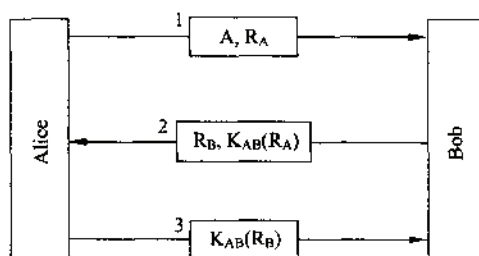 1
A, R_A
Alice
2
R_B, K_AB(R_A)
Bob
3
K_AB(R_B)